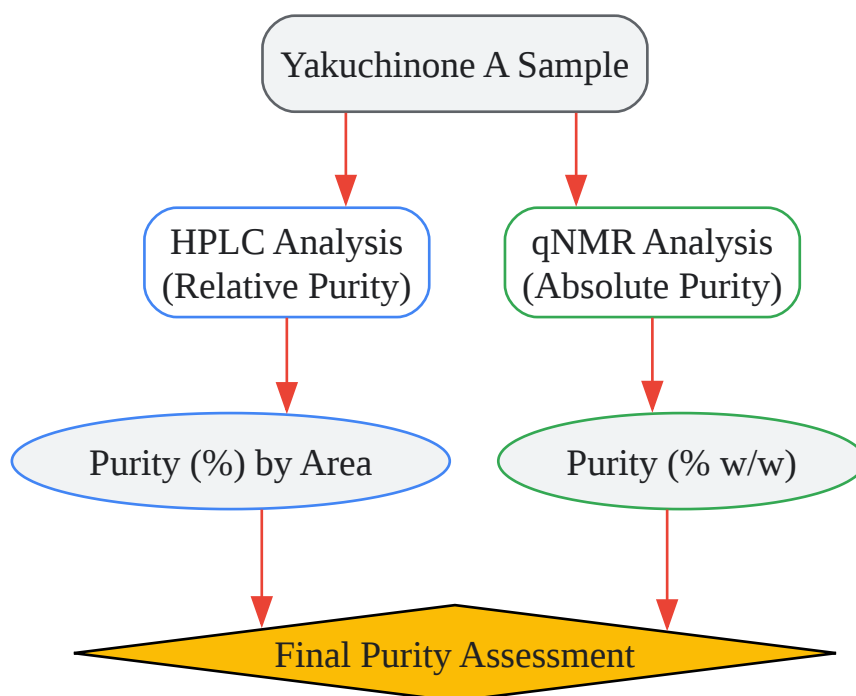 Yakuchinone A Sample
HPLC Analysis
(Relative Purity)
qNMR Analysis
(Absolute Purity)
Purity (%) by Area
Purity (% w/w)
Final Purity Assessment